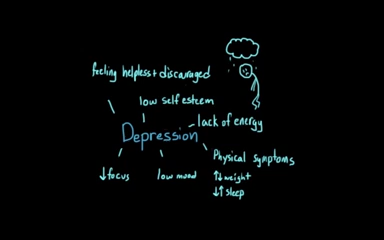 feeling helpless + discouraged
low self esteem
lack of energy
Depression
Physical symptoms
↓focus
low mood
↑↓weight
↓↑sleep